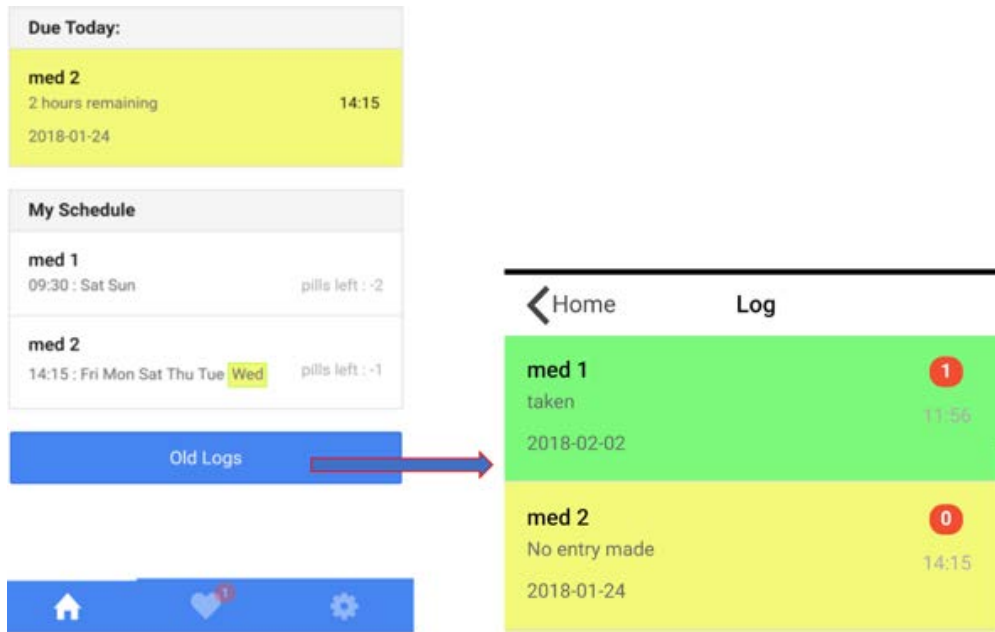 Due Today:
med 2
2 hours remaining 14:15
2018-01-24
My Schedule
med 1
09:30 : Sat Sun pills left : -2
med 2
14:15 : Fri Mon Sat Thu Tue Wed pills left : -1
Old Logs
1
Home Log
med 1 1
taken 11:56
2018-02-02
med 2 0
No entry made 14:15
2018-01-24